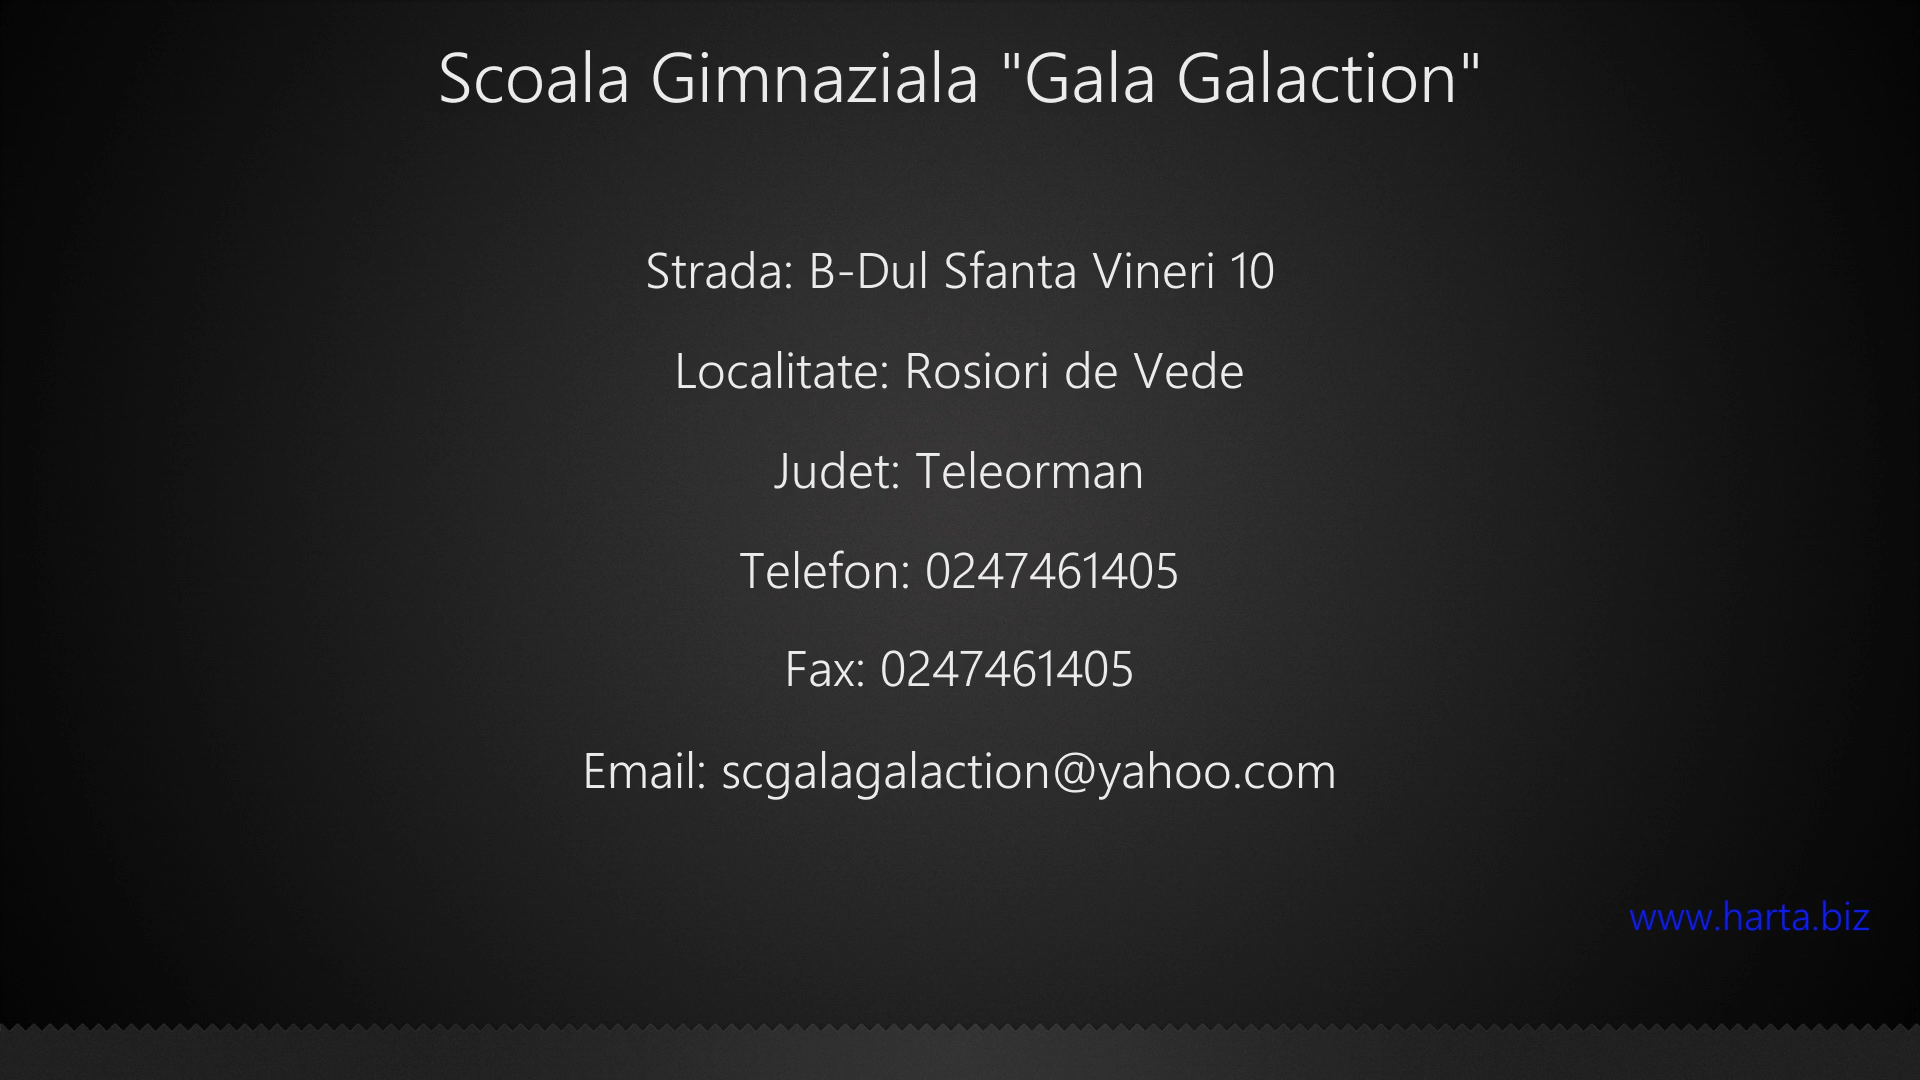 Scoala Gimnaziala "Gala Galaction"
Strada: B-Dul Sfanta Vineri 10
Localitate: Rosiori de Vede
Judet: Teleorman
Telefon: 0247461405
Fax: 0247461405
Email: scgalagalaction@yahoo.com
www.harta.biz